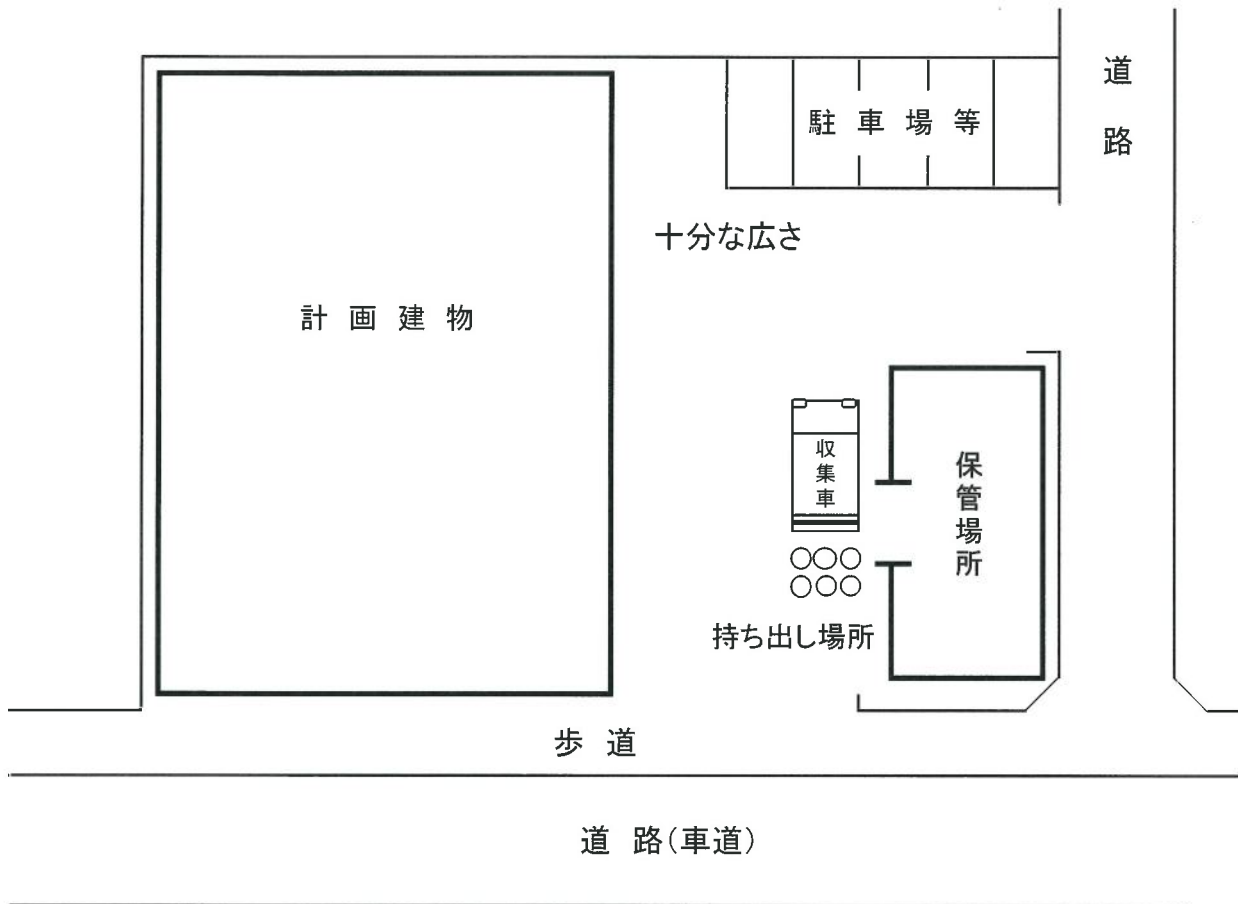 道路
駐車場等
十分な広さ
計画建物
収集車
保管場所
持ち出し場所
歩道
道路(車道)